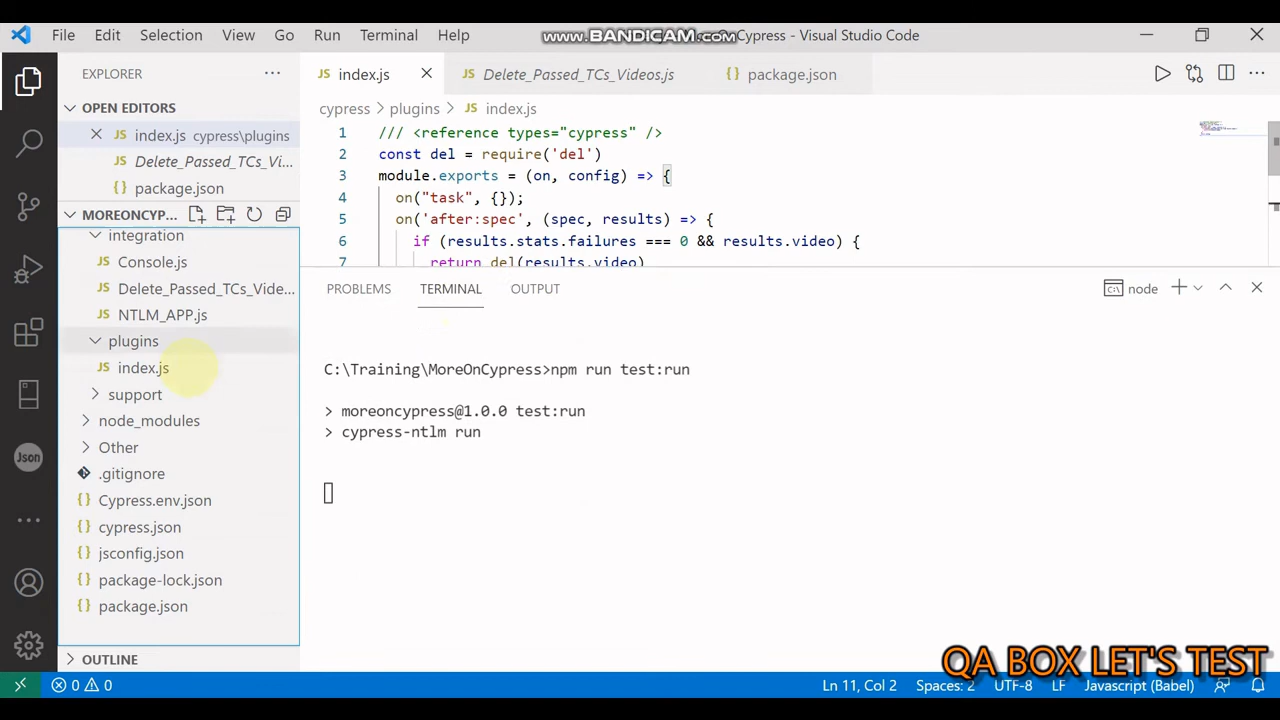 File Edit Selection View Go Run Terminal Help www.BANDICAM.com Cypress - Visual Studio Code
EXPLORER
OPEN EDITORS
index.js cypress\plugins
Delete_Passed_TCs_Vi...
package.json
MOREONCYP...
integration
Console.js
Delete_Passed_TCs_Vide...
NTLM_APP.js
plugins
index.js
support
node_modules
Other
.gitignore
Cypress.env.json
cypress.json
jsconfig.json
package-lock.json
package.json
OUTLINE
index.js Delete_Passed_TCs_Videos.js package.json
cypress > plugins > JS index.js
1 /// <reference types="cypress" />
2 const del = require('del')
3 module.exports = (on, config) => {
4 on("task", {});
5 on('after:spec', (spec, results) => {
6 if (results.stats.failures === 0 && results.video) {
7 return del(results.video)
PROBLEMS TERMINAL OUTPUT node
C:\Training\MoreOnCypress>npm run test:run
> moreoncypress@1.0.0 test:run
> cypress-ntlm run
QA BOX LET'S TEST
0 0 Ln 11, Col 2 Spaces: 2 UTF-8 LF Javascript (Babel)